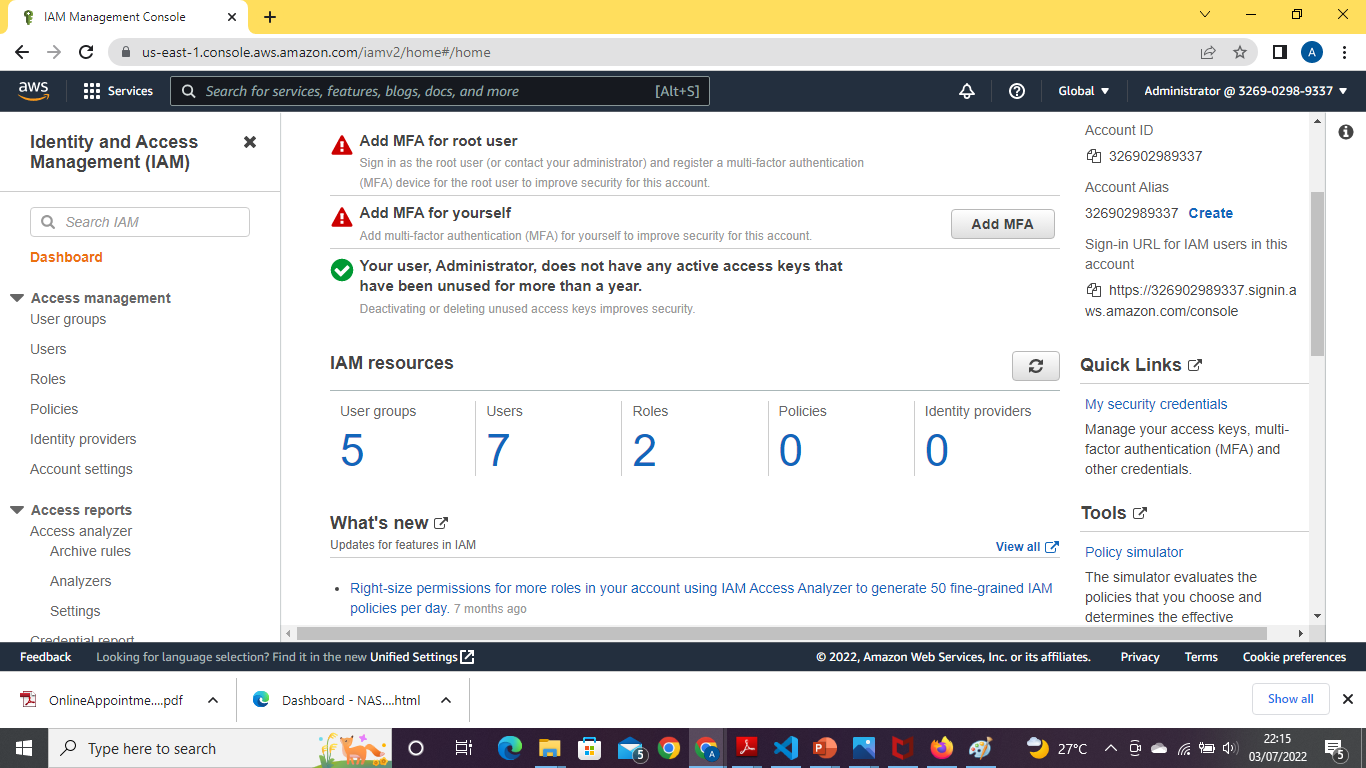 IAM Management Console
us-east-1.console.aws.amazon.com/iamv2/home#/home
A
aws
Services
Search for services, features, blogs, docs, and more
[Alt+S]
Global
Administrator @ 3269-0298-9337
Identity and Access
Management (IAM)
Search IAM
Dashboard
Access management
User groups
Users
Roles
Policies
Identity providers
Account settings
Access reports
Access analyzer
Archive rules
Analyzers
Settings
Credential report
Add MFA for root user
Sign in as the root user (or contact your administrator) and register a multi-factor authentication
(MFA) device for the root user to improve security for this account.
Add MFA for yourself
Add multi-factor authentication (MFA) for yourself to improve security for this account.
Add MFA
Your user, Administrator, does not have any active access keys that
have been unused for more than a year.
Deactivating or deleting unused access keys improves security.
IAM resources
User groups
5
Users
7
Roles
2
Policies
0
Identity providers
0
What's new
Updates for features in IAM
View all
Right-size permissions for more roles in your account using IAM Access Analyzer to generate 50 fine-grained IAM
policies per day. 7 months ago
Account ID
326902989337
Account Alias
326902989337 Create
Sign-in URL for IAM users in this
account
https://326902989337.signin.a
ws.amazon.com/console
Quick Links
My security credentials
Manage your access keys, multi-
factor authentication (MFA) and
other credentials.
Tools
Policy simulator
The simulator evaluates the
policies that you choose and
determines the effective
Feedback
Looking for language selection? Find it in the new Unified Settings
© 2022, Amazon Web Services, Inc. or its affiliates.
Privacy
Terms
Cookie preferences
OnlineAppointme....pdf
Dashboard - NAS....html
Show all
Type here to search
5
A
27°C
22:15
03/07/2022
5